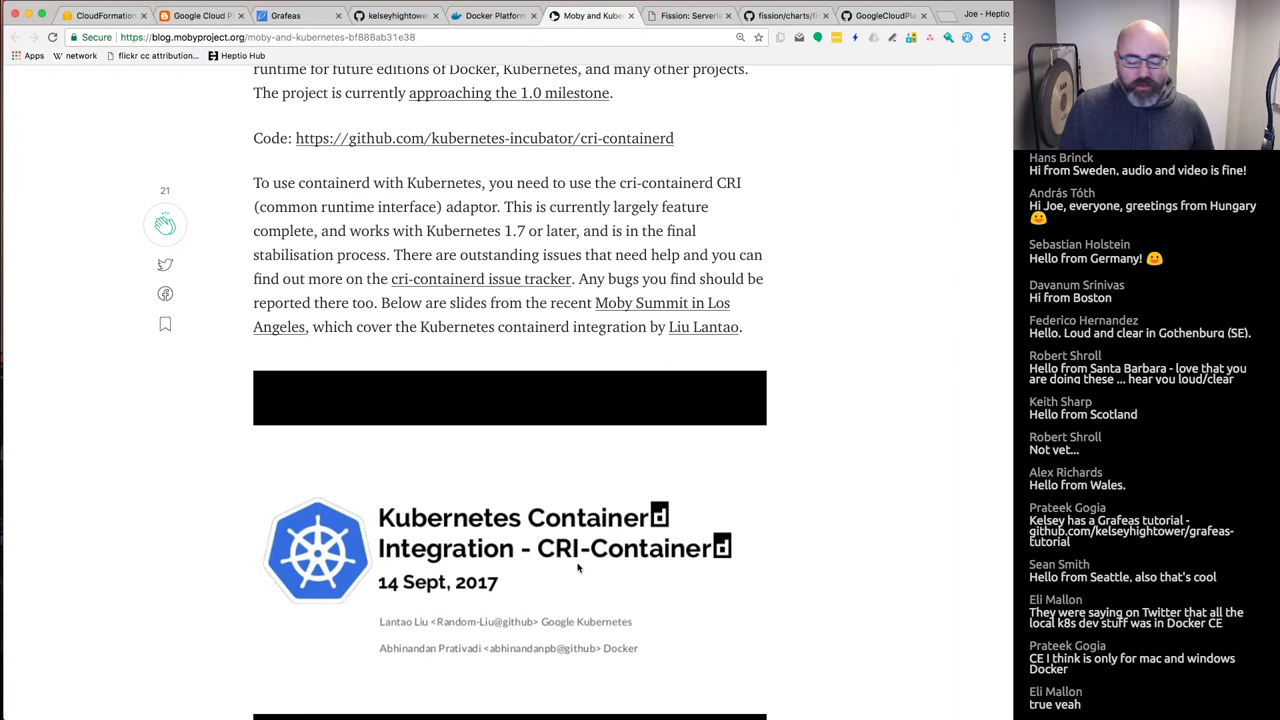 CloudFormation
Google Cloud Pl
Grafeas
kelseyhightower
Docker Platform
Moby and Kuber
Fission: Serverle
fission/charts/fi
GoogleCloudPla
Joe - Heptio
Secure
https://blog.mobyproject.org/moby-and-kubernetes-bf888ab31e38
Apps
network
flickr cc attribution...
Heptio Hub
runtime for future editions of Docker, Kubernetes, and many other projects.
The project is currently approaching the 1.0 milestone.
Code: https://github.com/kubernetes-incubator/cri-containerd
21
To use containerd with Kubernetes, you need to use the cri-containerd CRI
(common runtime interface) adaptor. This is currently largely feature
complete, and works with Kubernetes 1.7 or later, and is in the final
stabilisation process. There are outstanding issues that need help and you can
find out more on the cri-containerd issue tracker. Any bugs you find should be
reported there too. Below are slides from the recent Moby Summit in Los
Angeles, which cover the Kubernetes containerd integration by Liu Lantao.
Kubernetes Containerd
Integration - CRI-Containerd
14 Sept, 2017
Lantao Liu <Random-Liu@github> Google Kubernetes
Abhinandan Prativadi <abhinandanpb@github> Docker
Hans Brinck
Hi from Sweden, audio and video is fine!
András Tóth
Hi Joe, everyone, greetings from Hungary
Sebastian Holstein
Hello from Germany!
Davanum Srinivas
Hi from Boston
Federico Hernandez
Hello. Loud and clear in Gothenburg (SE).
Robert Shroll
Hello from Santa Barbara - love that you
are doing these ... hear you loud/clear
Keith Sharp
Hello from Scotland
Robert Shroll
Not yet...
Alex Richards
Hello from Wales.
Prateek Gogia
Kelsey has a Grafeas tutorial -
github.com/kelseyhightower/grafeas-
tutorial
Sean Smith
Hello from Seattle, also that's cool
Eli Mallon
They were saying on Twitter that all the
local k8s dev stuff was in Docker CE
Prateek Gogia
CE I think is only for mac and windows
Docker
Eli Mallon
true yeah